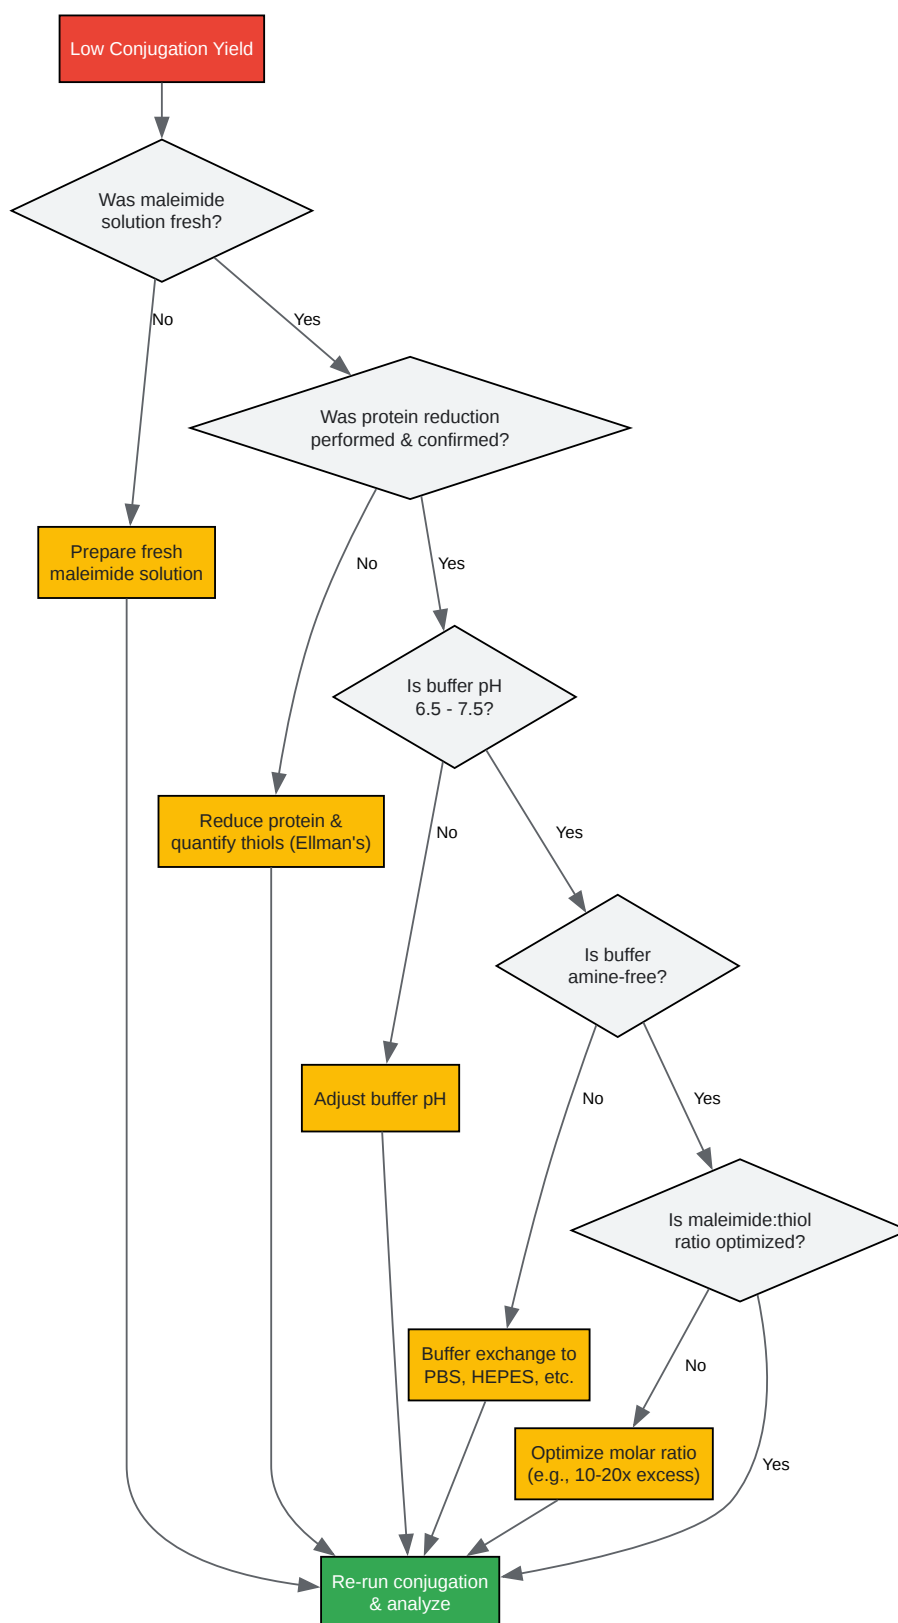 Low Conjugation Yield
Was maleimide
solution fresh?
No
Yes
Was protein reduction
performed & confirmed?
Prepare fresh
maleimide solution
No
Yes
Is buffer pH
6.5 - 7.5?
Reduce protein &
quantify thiols (Ellman's)
No
Yes
Is buffer
amine-free?
Adjust buffer pH
No
Yes
Is maleimide:thiol
ratio optimized?
Buffer exchange to
PBS, HEPES, etc.
No
Optimize molar ratio
(e.g., 10-20x excess)
Yes
Re-run conjugation
& analyze